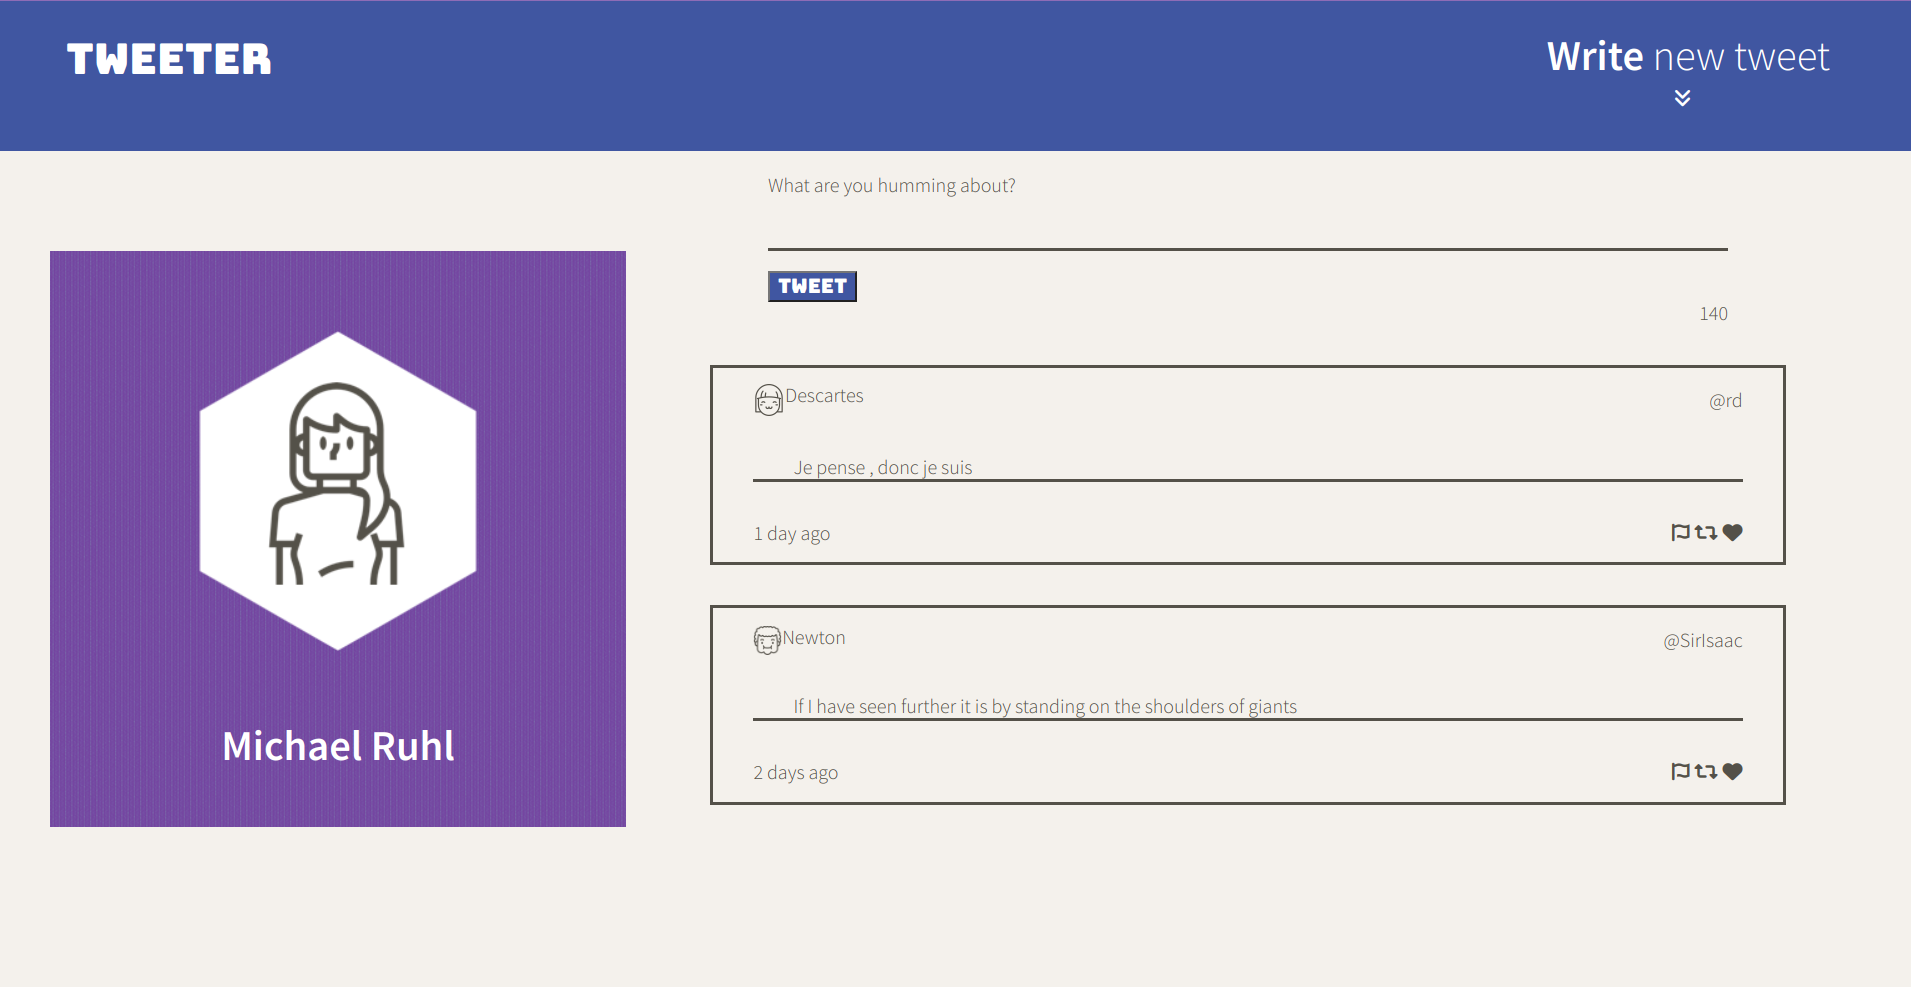 TWEETER
Write new tweet
What are you humming about?
TWEET
140
Michael Ruhl
Descartes
@rd
Je pense , donc je suis
1 day ago
Newton
@SirIsaac
If I have seen further it is by standing on the shoulders of giants
2 days ago